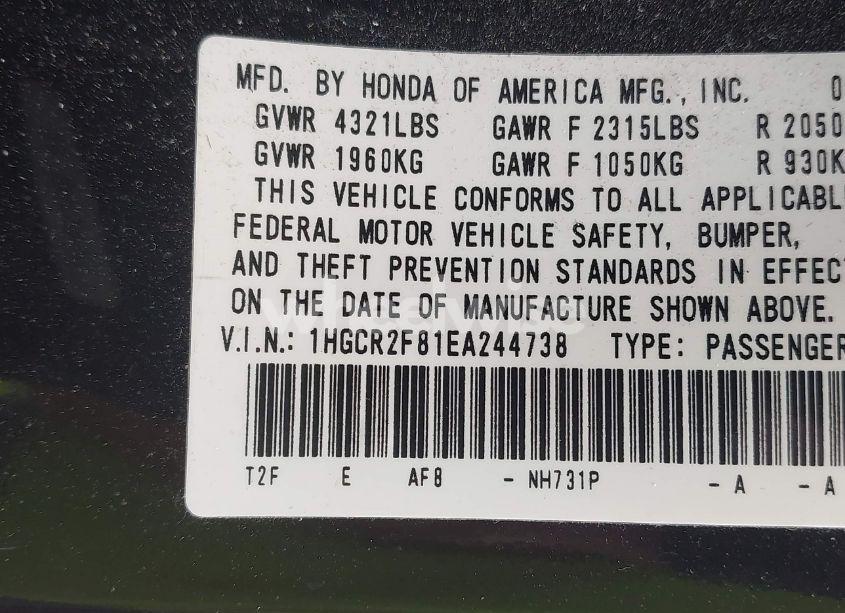 MFD. BY HONDA OF AMERICA MFG., INC. 0
GVWR 4321LBS GAWR F 2315LBS R 2050
GVWR 1960KG GAWR F 1050KG R 930K
THIS VEHICLE CONFORMS TO ALL APPLICABL
FEDERAL MOTOR VEHICLE SAFETY, BUMPER,
AND THEFT PREVENTION STANDARDS IN EFFECT
ON THE DATE OF MANUFACTURE SHOWN ABOVE.
V.I.N.: 1HGCR2F81EA244738 TYPE: PASSENGER
T2F E AF8 - NH731P - A - A